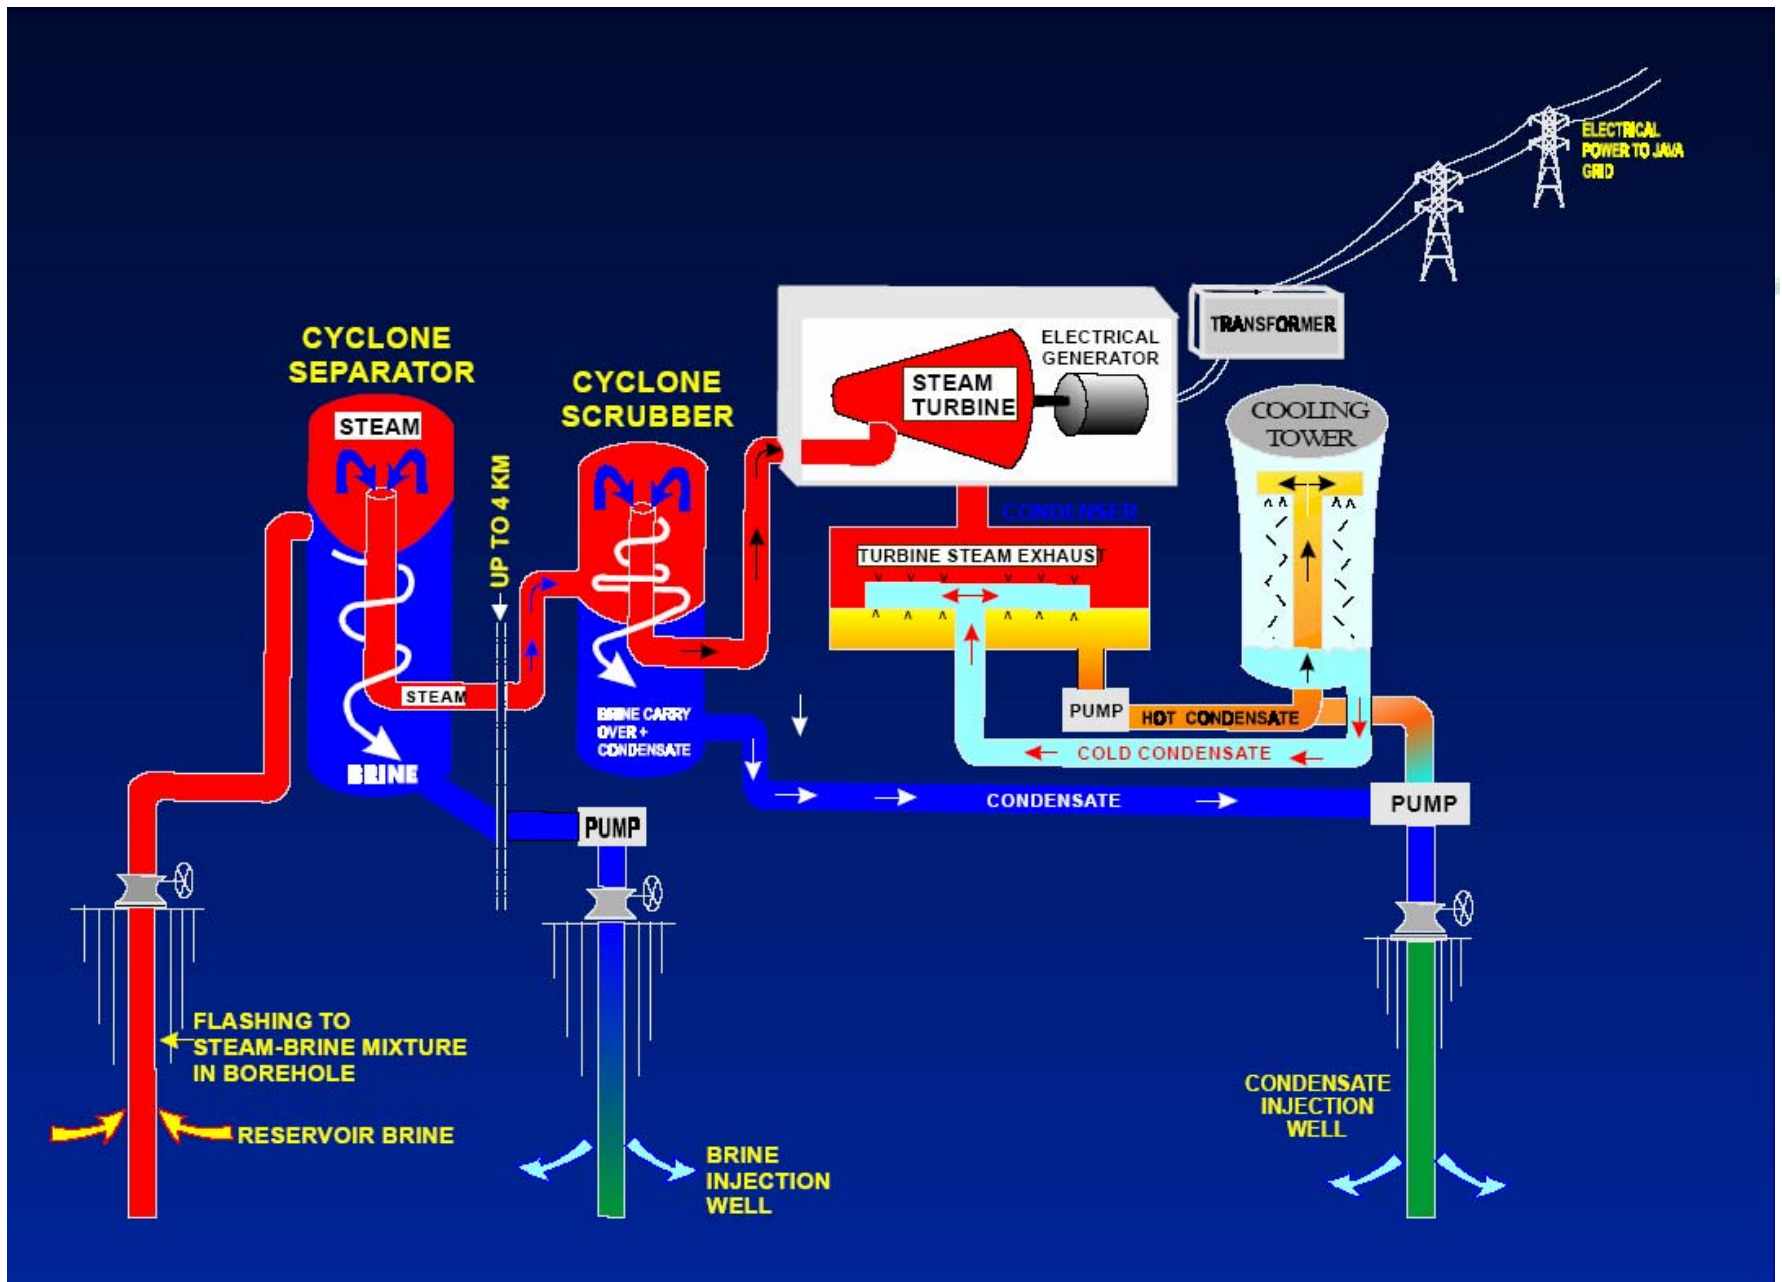 ELECTRICAL
POWER TO JAVA
GRID
TRANSFORMER
CYCLONE
SEPARATOR
STEAM
CYCLONE
SCRUBBER
ELECTRICAL
GENERATOR
STEAM
TURBINE
COOLING
TOWER
UP TO 4 KM
CONDENSER
TURBINE STEAM EXHAUST
STEAM
BRINE CARRY
OVER +
CONDENSATE
PUMP
HOT CONDENSATE
COLD CONDENSATE
BRINE
CONDENSATE
PUMP
PUMP
FLASHING TO
STEAM-BRINE MIXTURE
IN BOREHOLE
RESERVOIR BRINE
BRINE
INJECTION
WELL
CONDENSATE
INJECTION
WELL